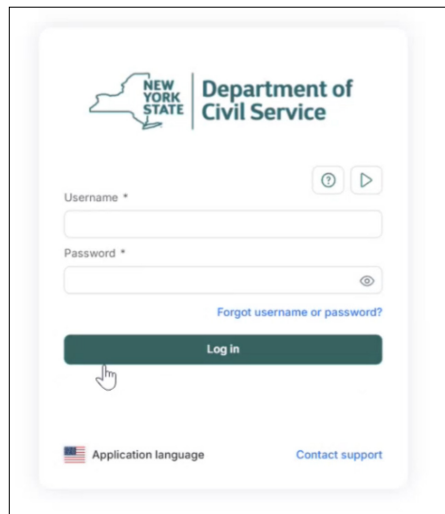 NEW
YORK
STATE
Department of
Civil Service
Username *
Password *
Forgot username or password?
Log in
Application language
Contact support